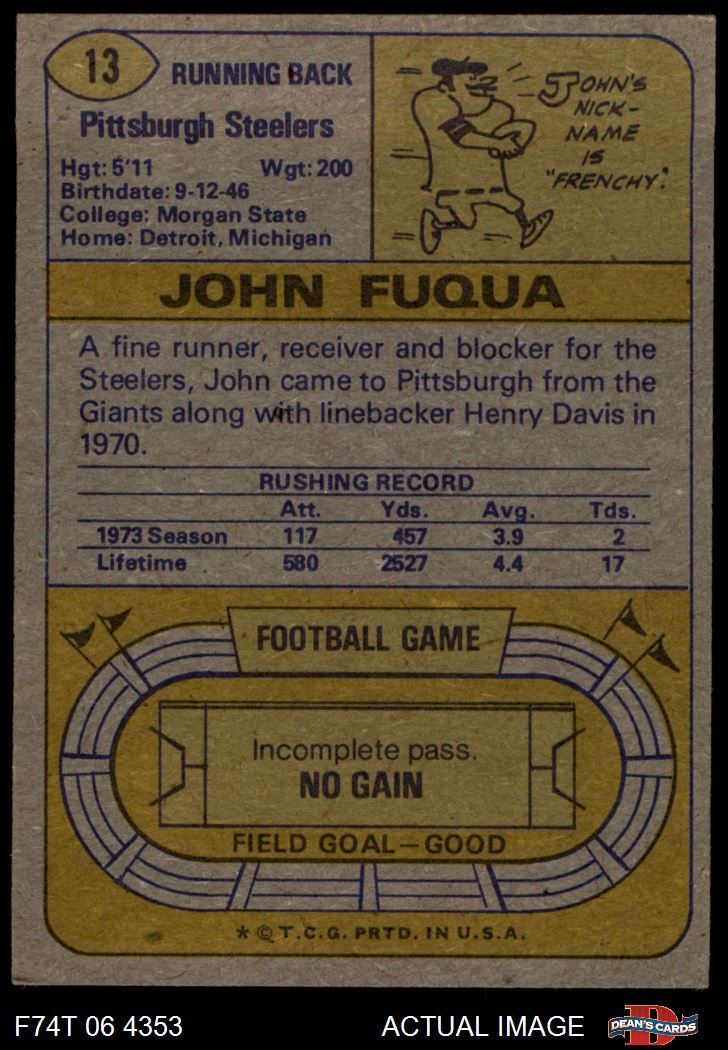 13
RUNNING BACK
Pittsburgh Steelers
Hgt: 5'11 Wgt: 200
Birthdate: 9-12-46
College: Morgan State
Home: Detroit, Michigan
JOHN'S
NICK-
NAME
IS
"FRENCHY."
JOHN FUQUA
A fine runner, receiver and blocker for the
Steelers, John came to Pittsburgh from the
Giants along with linebacker Henry Davis in
1970.
RUSHING RECORD
Att. Yds. Avg. Tds.
1973 Season 117 457 3.9 2
Lifetime 580 2527 4.4 17
FOOTBALL GAME
Incomplete pass.
NO GAIN
FIELD GOAL—GOOD
* © T.C.G. PRTD. IN U.S.A.
F74T 06 4353 ACTUAL IMAGE
D
DEAN'S CARDS